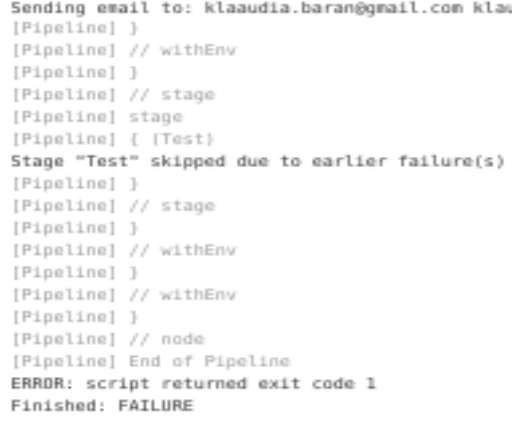 Sending email to: klaaudia.baran@gmail.com
[Pipeline] }
[Pipeline] // withEnv
[Pipeline] }
[Pipeline] // stage
[Pipeline] stage
[Pipeline] { (Test)
Stage "Test" skipped due to earlier failure(s)
[Pipeline] }
[Pipeline] // stage
[Pipeline] }
[Pipeline] // withEnv
[Pipeline] }
[Pipeline] // withEnv
[Pipeline] }
[Pipeline] // node
[Pipeline] End of Pipeline
ERROR: script returned exit code 1
Finished: FAILURE